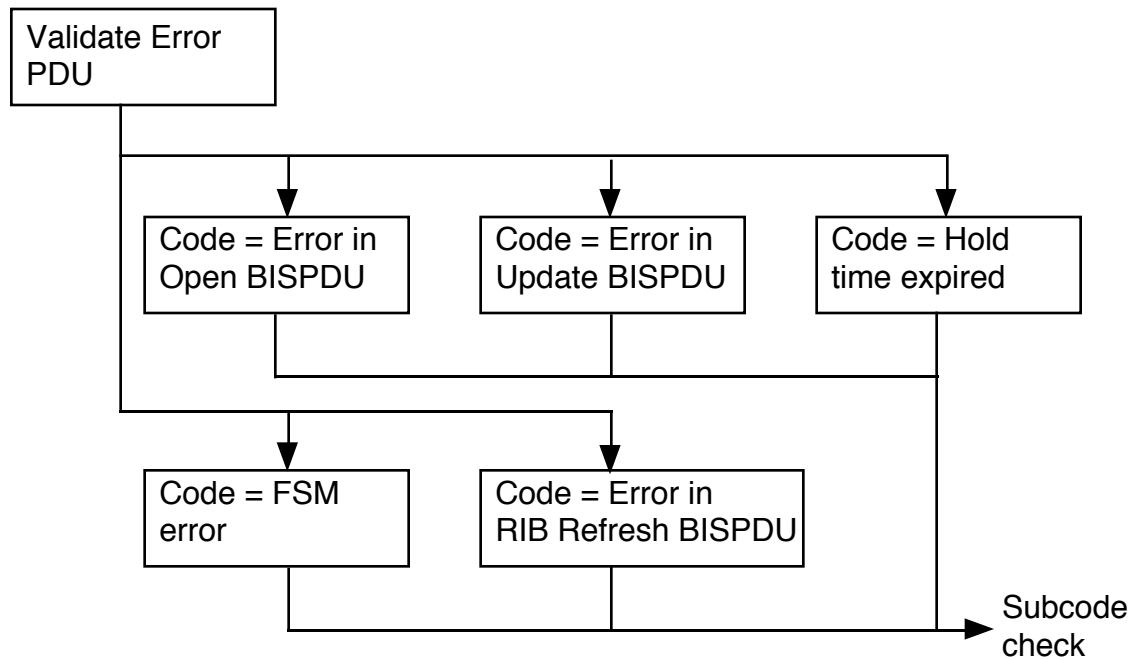 Validate Error
PDU
Code = Error in
Open BISPDU
Code = Error in
Update BISPDU
Code = Hold
time expired
Code = FSM
error
Code = Error in
RIB Refresh BISPDU
Subcode
check